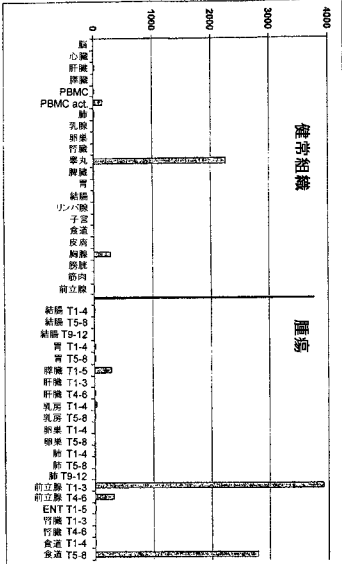 0
1000
2000
3000
4000
健常組織
腫瘍
脳
心臓
肝臓
膵臓
PBMC
PBMC act.
肺
乳腺
卵巣
腎臓
睾丸
脾臓
胃
結腸
リンパ腺
子宮
食道
皮膚
胸腺
膀胱
筋肉
前立腺
結腸 T1-4
結腸 T5-8
結腸 T9-12
胃 T1-4
胃 T5-8
膵臓 T1-5
肝臓 T1-3
肝臓 T4-6
乳房 T1-4
乳房 T5-8
卵巣 T1-4
卵巣 T5-8
肺 T1-4
肺 T5-8
肺 T9-12
前立腺 T1-3
前立腺 T4-6
ENT T1-5
腎臓 T1-3
腎臓 T4-6
食道 T1-4
食道 T5-8